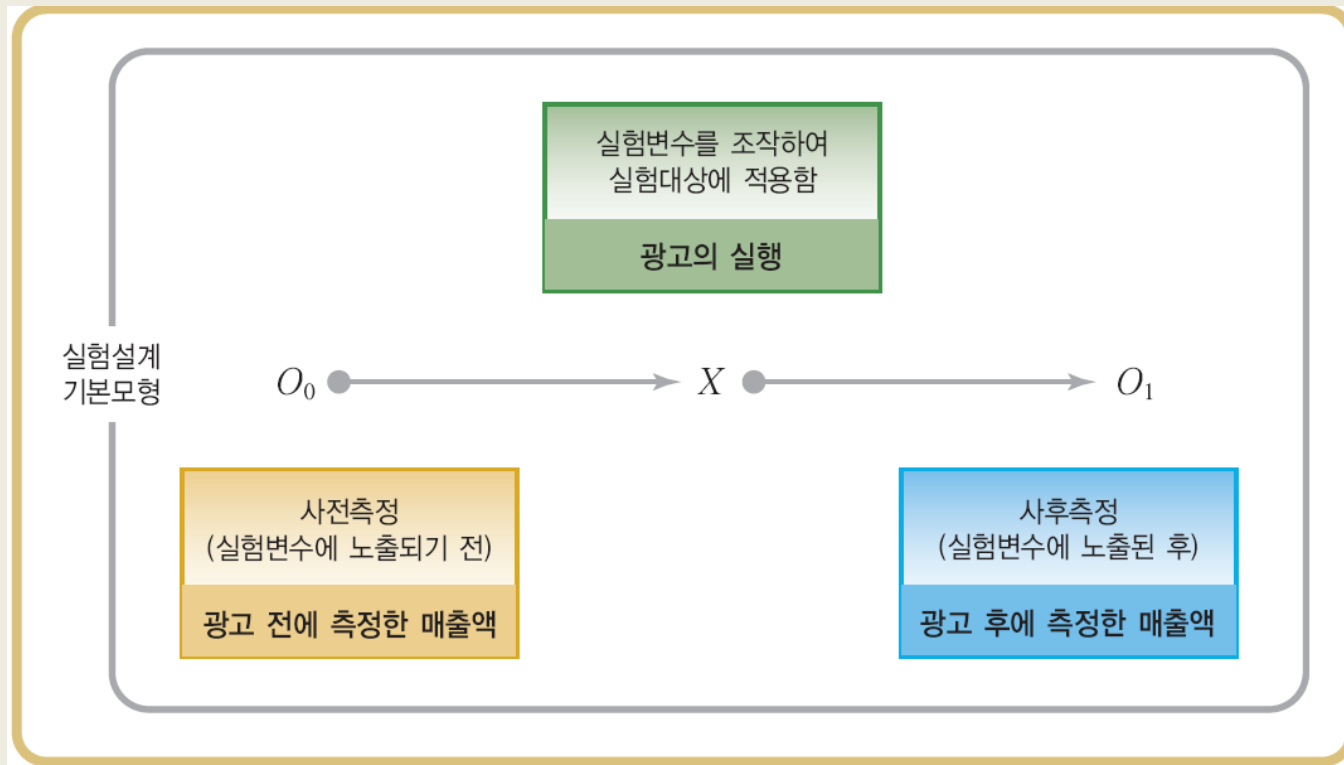 실험변수를 조작하여
실험대상에 적용함
광고의 실행
실험설계
기본모형
O₀ X O₁
사전측정
(실험변수에 노출되기 전)
광고 전에 측정한 매출액
사후측정
(실험변수에 노출된 후)
광고 후에 측정한 매출액